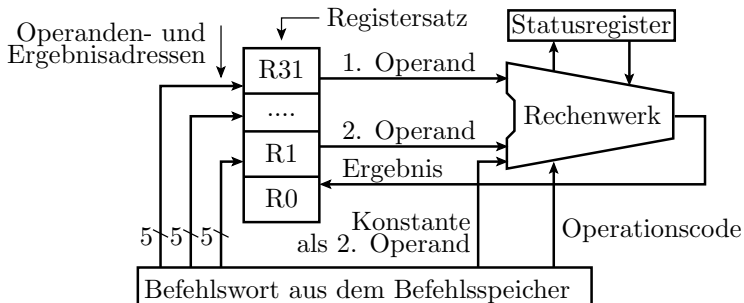 Operanden- und
Ergebnisadressen
Registersatz
Statusregister
R31
....
R1
R0
1. Operand
2. Operand
Ergebnis
Rechenwerk
Konstante
als 2. Operand
Operationscode
5 5 5
Befehlswort aus dem Befehlsspeicher